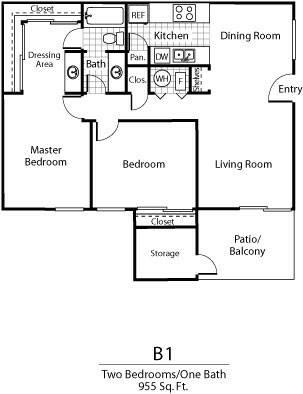 Closet
REF
Kitchen
Dining Room
Dressing
Area
Bath
Pan.
DW
Clos.
WH
F
Shelves
Entry
Master
Bedroom
Bedroom
Living Room
Closet
Storage
Patio/
Balcony
B1
Two Bedrooms/One Bath
955 Sq. Ft.